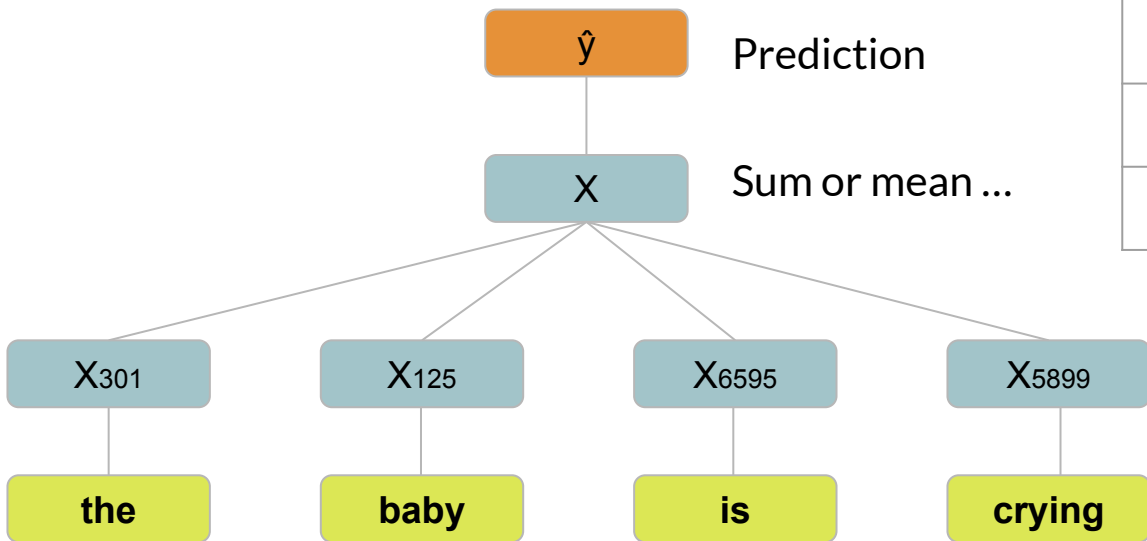 ŷ Prediction
X Sum or mean ...
X301 X125 X6595 X5899
the baby is crying